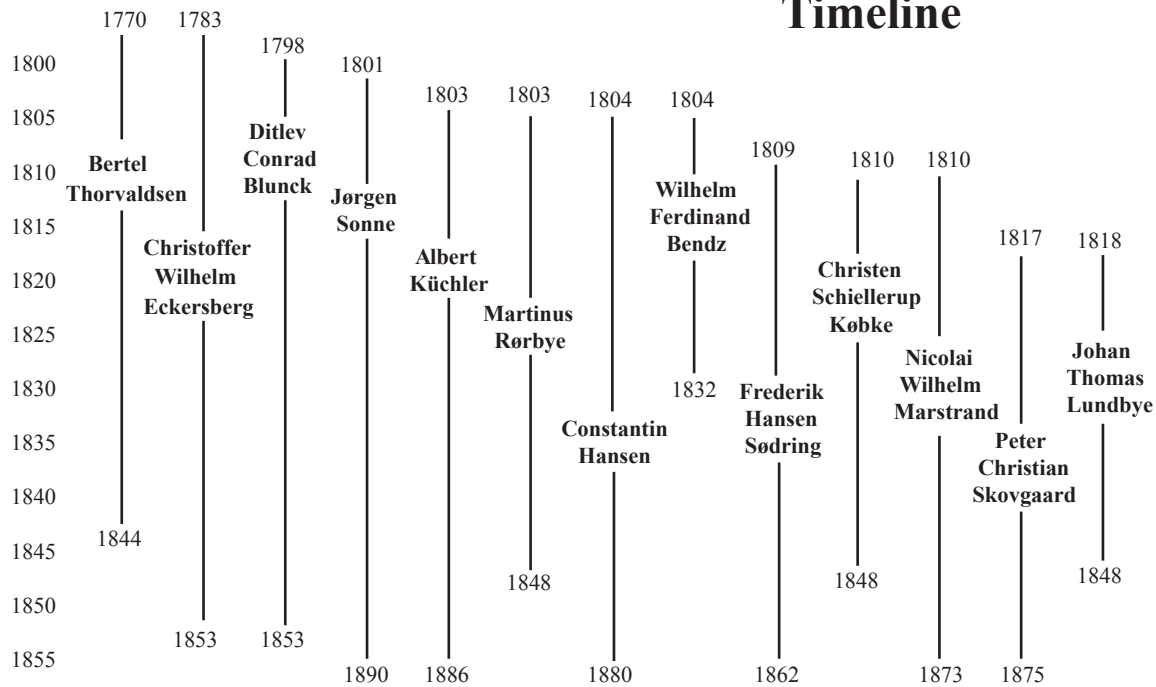 Timeline
1770
1783
1798
1801
1803
1803
1804
1804
1809
1810
1810
1817
1818
1800
1805
1810
1815
1820
1825
1830
1835
1840
1845
1850
1855
Bertel
Thorvaldsen
Christoffer
Wilhelm
Eckersberg
Ditlev
Conrad
Blunck
Jørgen
Sonne
Albert
Küchler
Martinus
Rørbye
Constantin
Hansen
Wilhelm
Ferdinand
Bendz
Frederik
Hansen
Sødring
Christen
Schiellerup
Købke
Nicolai
Wilhelm
Marstrand
Peter
Christian
Skovgaard
Johan
Thomas
Lundbye
1844
1853
1853
1890
1886
1848
1880
1832
1862
1848
1873
1875
1848